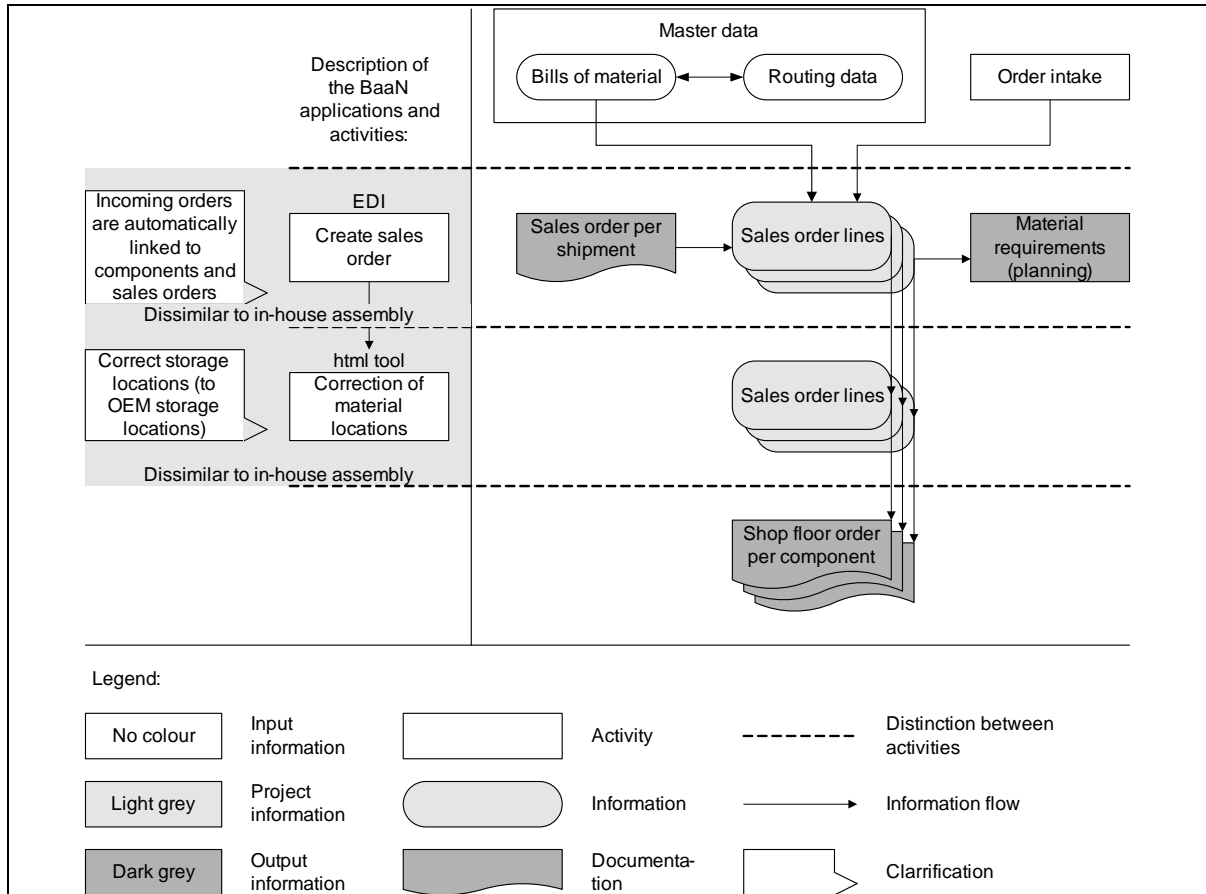 Master data
Description of
the BaaN
applications and
activities:
Bills of material
Routing data
Order intake
Incoming orders
are automatically
linked to
components and
sales orders
EDI
Create sales
order
Sales order per
shipment
Sales order lines
Material
requirements
(planning)
Dissimilar to in-house assembly
Correct storage
locations (to
OEM storage
locations)
html tool
Correction of
material
locations
Sales order lines
Dissimilar to in-house assembly
Shop floor order
per component
Legend:
No colour
Input
information
Activity
Distinction between
activities
Light grey
Project
information
Information
Information flow
Dark grey
Output
information
Documenta-
tion
Clarrification